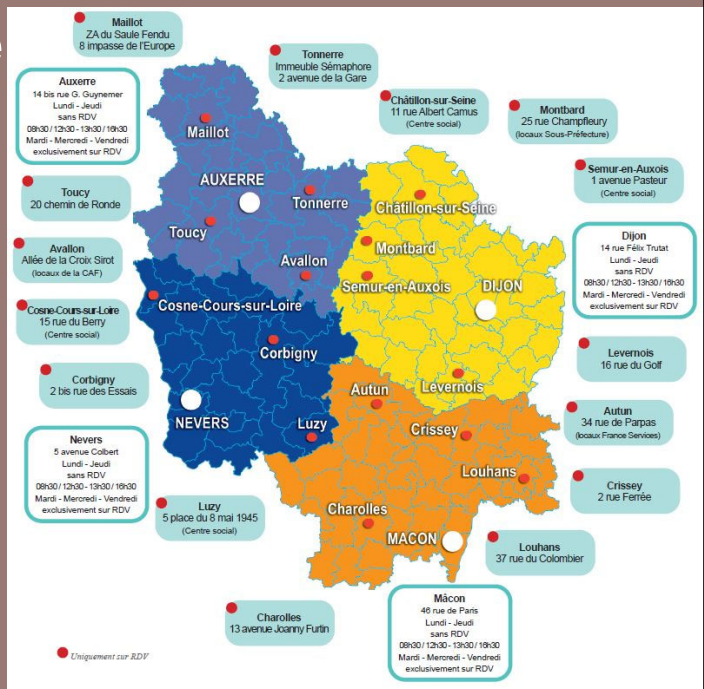 e
Maillot
ZA du Saule Fendu
8 impasse de l'Europe
Tonnerre
Immeuble Sémaphore
2 avenue de la Gare
Auxerre
14 bis rue G. Guynemer
Lundi - Jeudi
sans RDV
08h30 / 12h30 - 13h30 / 16h30
Mardi - Mercredi - Vendredi
exclusivement sur RDV
Châtillon-sur-Seine
11 rue Albert Camus
(Centre social)
Montbard
25 rue Champfleury
(locaux Sous-Préfecture)
Semur-en-Auxois
1 avenue Pasteur
(Centre social)
Toucy
20 chemin de Ronde
Avallon
Allée de la Croix Sirot
(locaux de la CAF)
Dijon
14 rue Félix Trutat
Lundi - Jeudi
sans RDV
08h30 / 12h30 - 13h30 / 16h30
Mardi - Mercredi - Vendredi
exclusivement sur RDV
Cosne-Cours-sur-Loire
15 rue du Berry
(Centre social)
Corbigny
2 bis rue des Essais
Levernois
16 rue du Golf
Autun
34 rue de Parpas
(locaux France Services)
Nevers
5 avenue Colbert
Lundi - Jeudi
sans RDV
08h30 / 12h30 - 13h30 / 16h30
Mardi - Mercredi - Vendredi
exclusivement sur RDV
Crissey
2 rue Ferrée
Luzy
5 place du 8 mai 1945
(Centre social)
Louhans
37 rue du Colombier
Charolles
13 avenue Joanny Furtin
Mâcon
46 rue de Paris
Lundi - Jeudi
sans RDV
08h30 / 12h30 - 13h30 / 16h30
Mardi - Mercredi - Vendredi
exclusivement sur RDV
Maillot
AUXERRE
Tonnerre
Toucy
Avallon
Châtillon-sur-Seine
Montbard
Semur-en-Auxois
DIJON
Levernois
Cosne-Cours-sur-Loire
Corbigny
NEVERS
Luzy
Autun
Crissey
Louhans
Charolles
MACON
Uniquement sur RDV